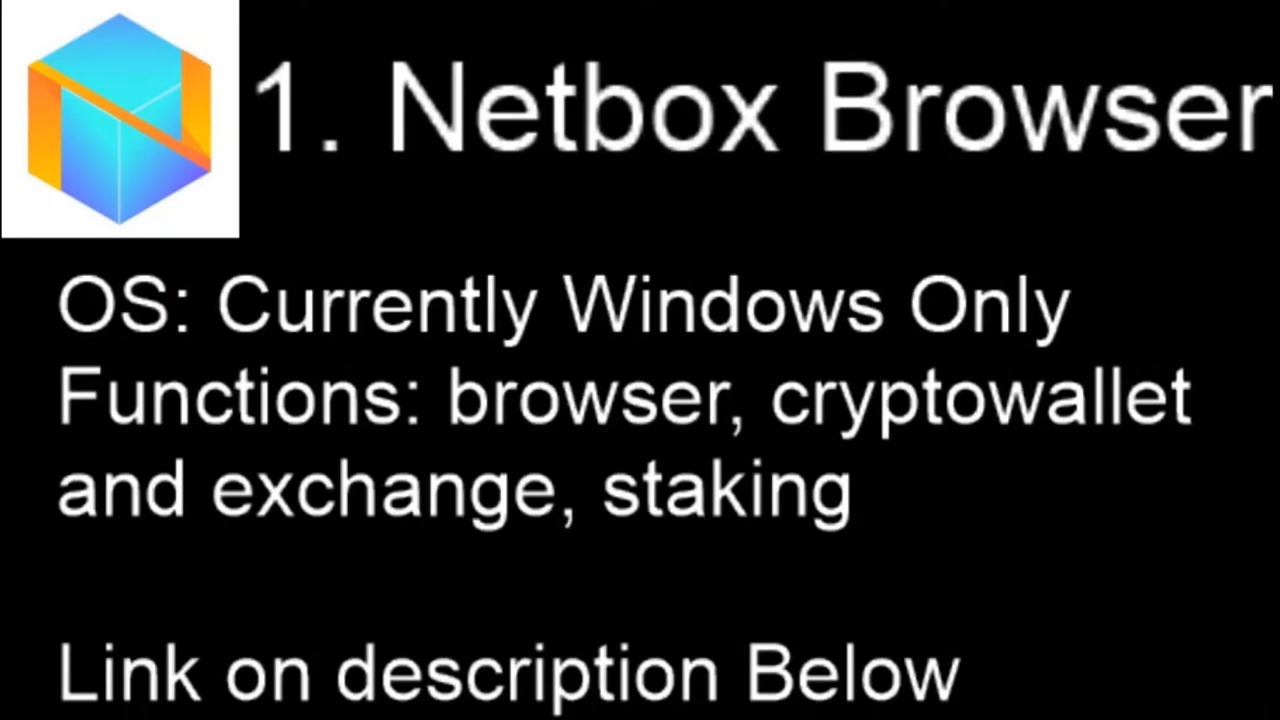 1. Netbox Browser
OS: Currently Windows Only
Functions: browser, cryptowallet
and exchange, staking
Link on description Below